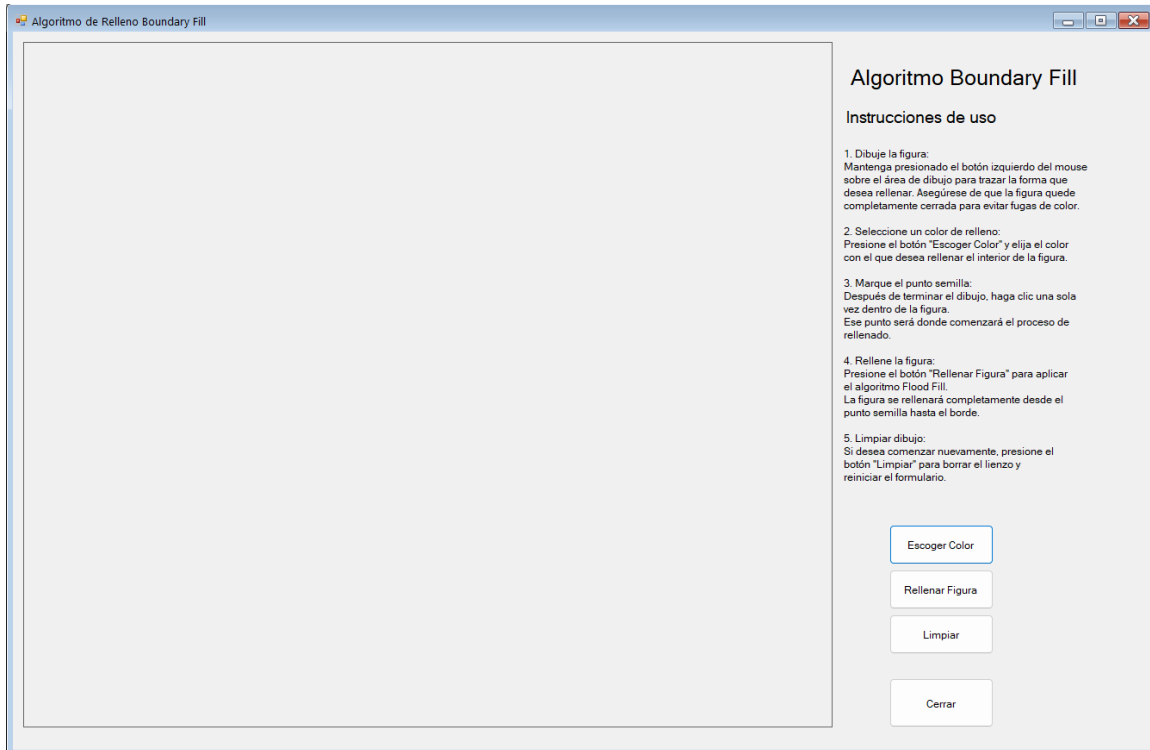 Algoritmo de Relleno Boundary Fill
Algoritmo Boundary Fill
Instrucciones de uso
1. Dibuje la figura:
Mantenga presionado el botón izquierdo del mouse
sobre el área de dibujo para trazar la forma que
desea rellenar. Asegúrese de que la figura quede
completamente cerrada para evitar fugas de color.
2. Seleccione un color de relleno:
Presione el botón "Escoger Color" y elija el color
con el que desea rellenar el interior de la figura.
3. Marque el punto semilla:
Después de terminar el dibujo, haga clic una sola
vez dentro de la figura.
Ese punto será donde comenzará el proceso de
rellenado.
4. Rellene la figura:
Presione el botón "Rellenar Figura" para aplicar
el algoritmo Flood Fill.
La figura se rellenará completamente desde el
punto semilla hasta el borde.
5. Limpiar dibujo:
Si desea comenzar nuevamente, presione el
botón "Limpiar" para borrar el lienzo y
reiniciar el formulario.
Escoger Color
Rellenar Figura
Limpiar
Cerrar